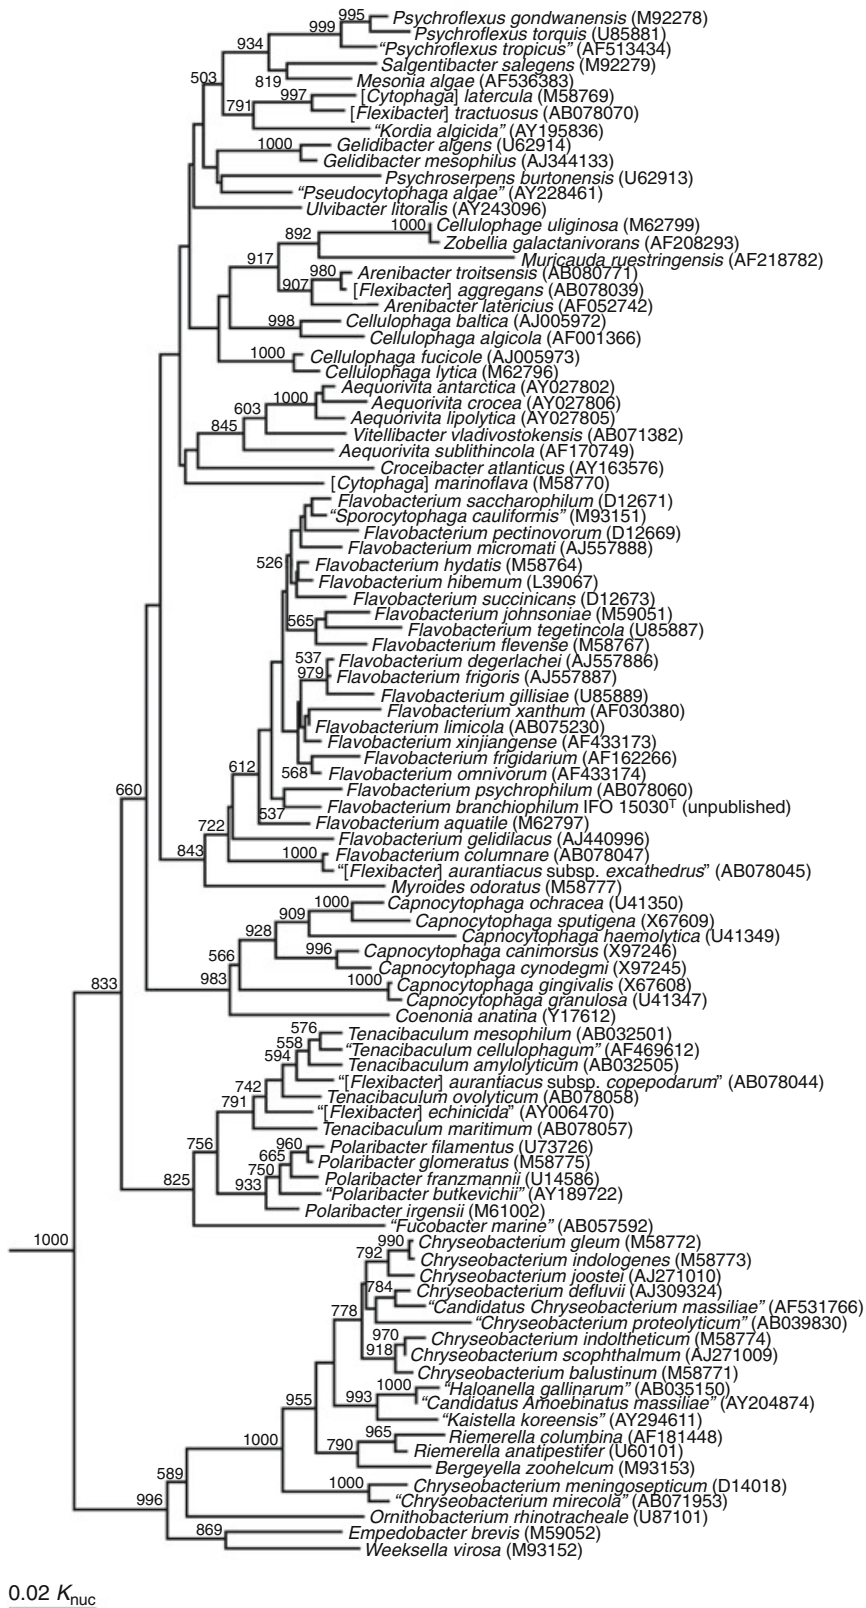 995
Psychroflexus gondwanensis (M92278)
999
Psychroflexus torquis (U85881)
934
“Psychroflexus tropicus” (AF513434)
Salgentibacter salegens (M92279)
503
819
Mesonia algae (AF536383)
997
[Cytophaga] latercula (M58769)
791
[Flexibacter] tractuosus (AB078070)
“Kordia algicida” (AY195836)
1000
Gelidibacter algens (U62914)
Gelidibacter mesophilus (AJ344133)
Psychroserpens burtonensis (U62913)
“Pseudocytophaga algae” (AY228461)
Ulvibacter litoralis (AY243096)
1000
Cellulophage uliginosa (M62799)
892
Zobellia galactanivorans (AF208293)
917
Muricauda ruestringensis (AF218782)
980
Arenibacter troitsensis (AB080771)
907
[Flexibacter] aggregans (AB078039)
Arenibacter latericius (AF052742)
998
Cellulophaga baltica (AJ005972)
Cellulophaga algicola (AF001366)
1000
Cellulophaga fucicole (AJ005973)
Cellulophaga lytica (M62796)
Aequorivita antarctica (AY027802)
1000
Aequorivita crocea (AY027806)
603
Aequorivita lipolytica (AY027805)
845
Vitellibacter vladivostokensis (AB071382)
Aequorivita sublithincola (AF170749)
Croceibacter atlanticus (AY163576)
[Cytophaga] marinoflava (M58770)
Flavobacterium saccharophilum (D12671)
“Sporocytophaga cauliformis” (M93151)
Flavobacterium pectinovorum (D12669)
Flavobacterium micromati (AJ557888)
526
Flavobacterium hydatis (M58764)
Flavobacterium hibemum (L39067)
Flavobacterium succinicans (D12673)
Flavobacterium johnsoniae (M59051)
565
Flavobacterium tegetincola (U85887)
Flavobacterium flevense (M58767)
537
Flavobacterium degerlachei (AJ557886)
979
Flavobacterium frigoris (AJ557887)
Flavobacterium gillisiae (U85889)
Flavobacterium xanthum (AF030380)
Flavobacterium limicola (AB075230)
Flavobacterium xinjiangense (AF433173)
Flavobacterium frigidarium (AF162266)
612
568
Flavobacterium omnivorum (AF433174)
660
Flavobacterium psychrophilum (AB078060)
Flavobacterium branchiophilum IFO 15030ᵀ (unpublished)
537
722
Flavobacterium aquatile (M62797)
Flavobacterium gelidilacus (AJ440996)
843
1000
Flavobacterium columnare (AB078047)
“[Flexibacter] aurantiacus subsp. excathedrus” (AB078045)
Myroides odoratus (M58777)
1000
Capnocytophaga ochracea (U41350)
909
Capnocytophaga sputigena (X67609)
928
Capnocytophaga haemolytica (U41349)
996
Capnocytophaga canimorsus (X97246)
566
Capnocytophaga cynodegmi (X97245)
833
983
1000
Capnocytophaga gingivalis (X67608)
Capnocytophaga granulosa (U41347)
Coenonia anatina (Y17612)
576
Tenacibaculum mesophilum (AB032501)
558
“Tenacibaculum cellulophagum” (AF469612)
594
Tenacibaculum amylolyticum (AB032505)
“[Flexibacter] aurantiacus subsp. copepodarum” (AB078044)
742
Tenacibaculum ovolyticum (AB078058)
791
“[Flexibacter] echinicida” (AY006470)
Tenacibaculum maritimum (AB078057)
756
960
Polaribacter filamentus (U73726)
665
Polaribacter glomeratus (M58775)
750
Polaribacter franzmannii (U14586)
825
933
“Polaribacter butkevichii” (AY189722)
Polaribacter irgensii (M61002)
“Fucobacter marine” (AB057592)
1000
990
Chryseobacterium gleum (M58772)
792
Chryseobacterium indologenes (M58773)
Chryseobacterium joostei (AJ271010)
784
Chryseobacterium defluvii (AJ309324)
“Candidatus Chryseobacterium massiliae” (AF531766)
778
“Chryseobacterium proteolyticum” (AB039830)
970
Chryseobacterium indoltheticum (M58774)
918
Chryseobacterium scophthalmum (AJ271009)
Chryseobacterium balustinum (M58771)
1000
“Haloanella gallinarum” (AB035150)
955
993
“Candidatus Amoebinatus massiliae” (AY204874)
“Kaistella koreensis” (AY294611)
965
Riemerella columbina (AF181448)
1000
790
Riemerella anatipestifer (U60101)
Bergeyella zoohelcum (M93153)
589
1000
Chryseobacterium meningosepticum (D14018)
996
“Chryseobacterium mirecola” (AB071953)
Ornithobacterium rhinotracheale (U87101)
869
Empedobacter brevis (M59052)
Weeksella virosa (M93152)
0.02 Knuc